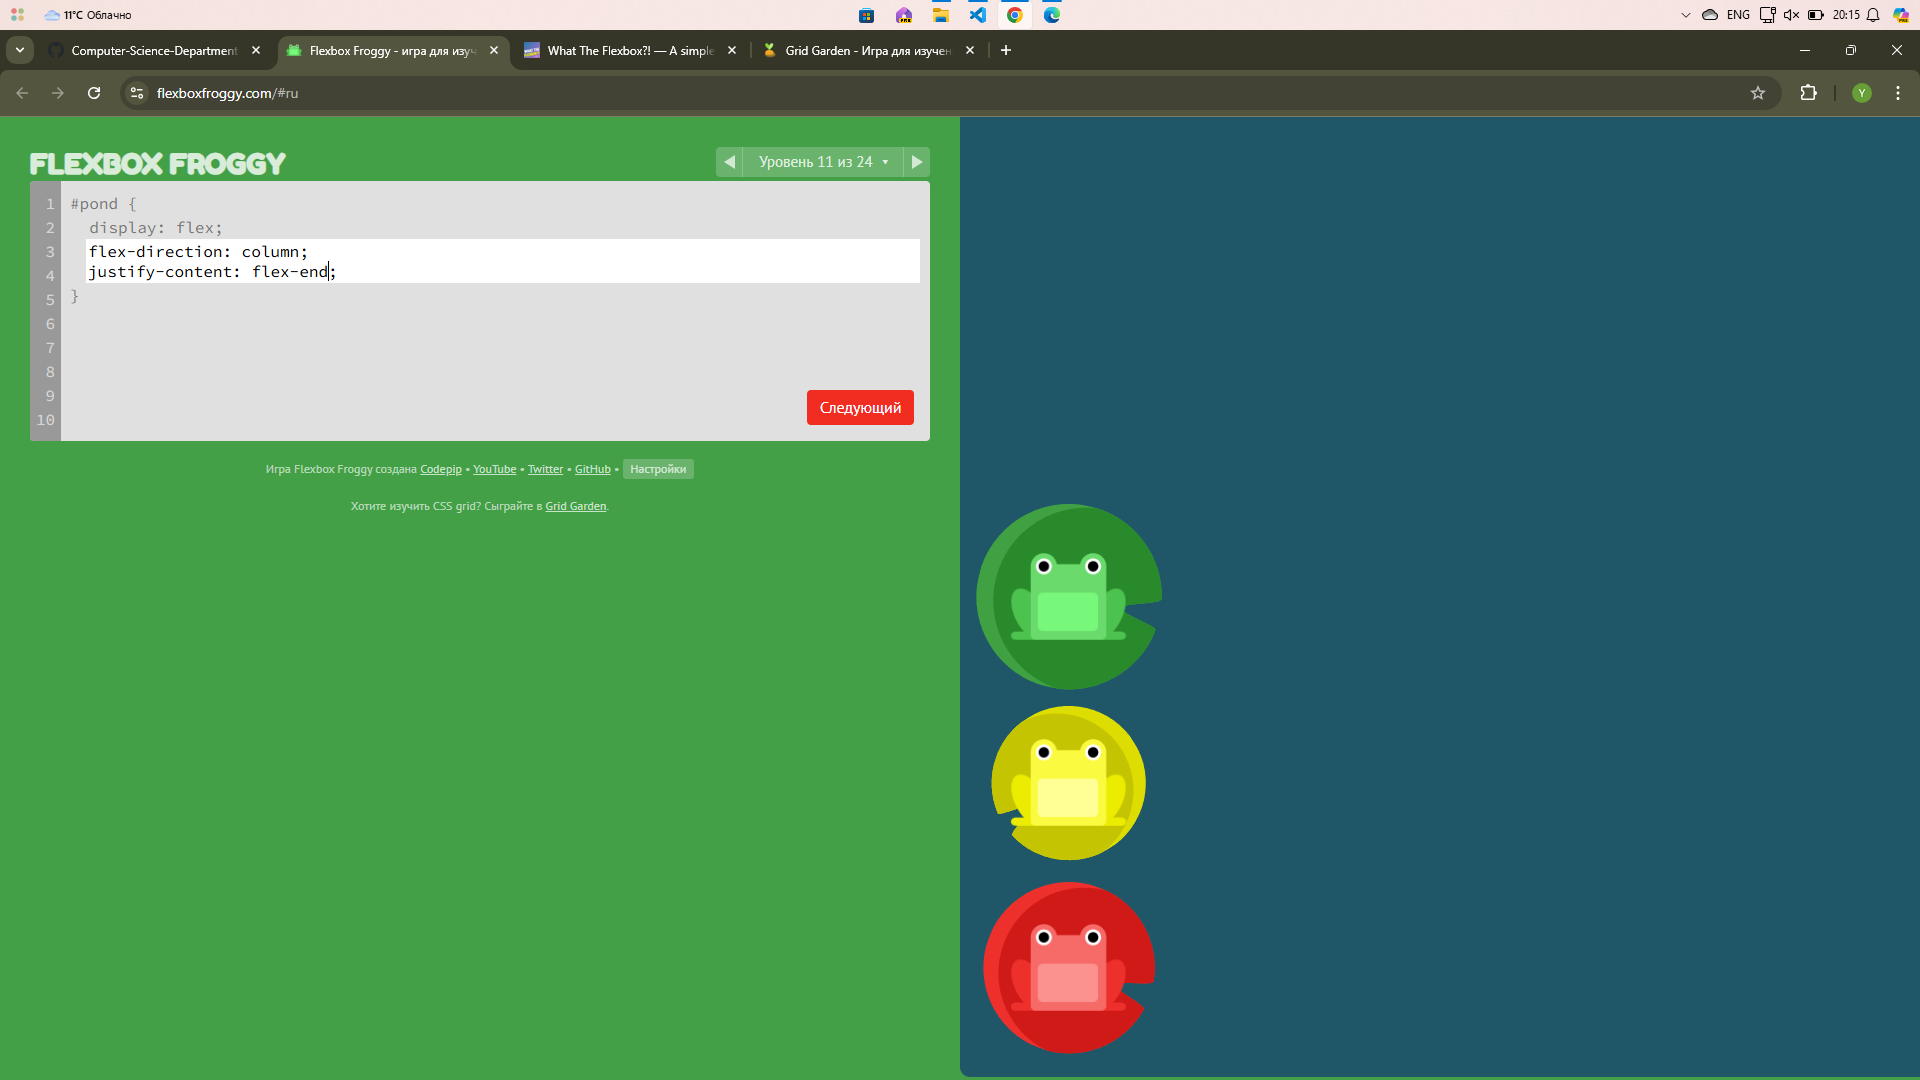 11°C Облачно
ENG
20:15
Computer-Science-Department
Flexbox Froggy - игра для изуч
What The Flexbox?! — A simple
Grid Garden - Игра для изучен
flexboxfroggy.com/#ru
Y
FLEXBOX FROGGY
Уровень 11 из 24
1 #pond {
2 display: flex;
3 flex-direction: column;
4 justify-content: flex-end;
5 }
6
7
8
9
10
Следующий
Игра Flexbox Froggy создана Codepip • YouTube • Twitter • GitHub • Настройки
Хотите изучить CSS grid? Сыграйте в Grid Garden.